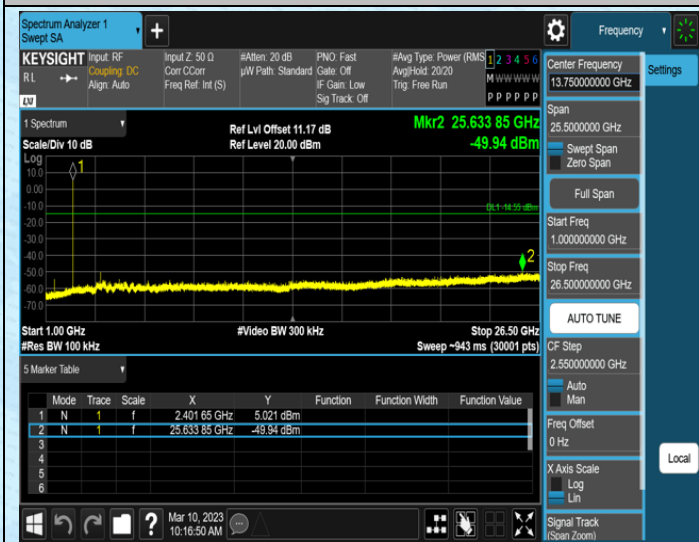 Spectrum Analyzer 1
Swept SA
+
Frequency
KEYSIGHT
RL
LXI
Input: RF
Coupling: DC
Align: Auto
Input Z: 50 Ω
Corr CCorr
Freq Ref: Int (S)
#Atten: 20 dB
µW Path: Standard
PNO: Fast
Gate: Off
IF Gain: Low
Sig Track: Off
#Avg Type: Power (RMS
Avg|Hold: 20/20
Trig: Free Run
1 2 3 4 5 6
M W W W W W
P P P P P P
Center Frequency
13.750000000 GHz
Settings
Span
25.5000000 GHz
Swept Span
Zero Span
Full Span
Start Freq
1.000000000 GHz
Stop Freq
26.500000000 GHz
AUTO TUNE
CF Step
2.550000000 GHz
Auto
Man
Freq Offset
0 Hz
X Axis Scale
Log
Lin
Signal Track
(Span Zoom)
Local
1 Spectrum
Scale/Div 10 dB
Ref Lvl Offset 11.17 dB
Ref Level 20.00 dBm
Mkr2 25.633 85 GHz
-49.94 dBm
Log
10.0
0.00
-10.0
-20.0
-30.0
-40.0
-50.0
-60.0
-70.0
1
DL1 -14.55 dBm
2
Start 1.00 GHz
#Res BW 100 kHz
#Video BW 300 kHz
Stop 26.50 GHz
Sweep ~943 ms (30001 pts)
5 Marker Table
Mode Trace Scale X Y Function Function Width Function Value
1 N 1 f 2.401 65 GHz 5.021 dBm
2 N 1 f 25.633 85 GHz -49.94 dBm
3
4
5
6
?
Mar 10, 2023
10:16:50 AM